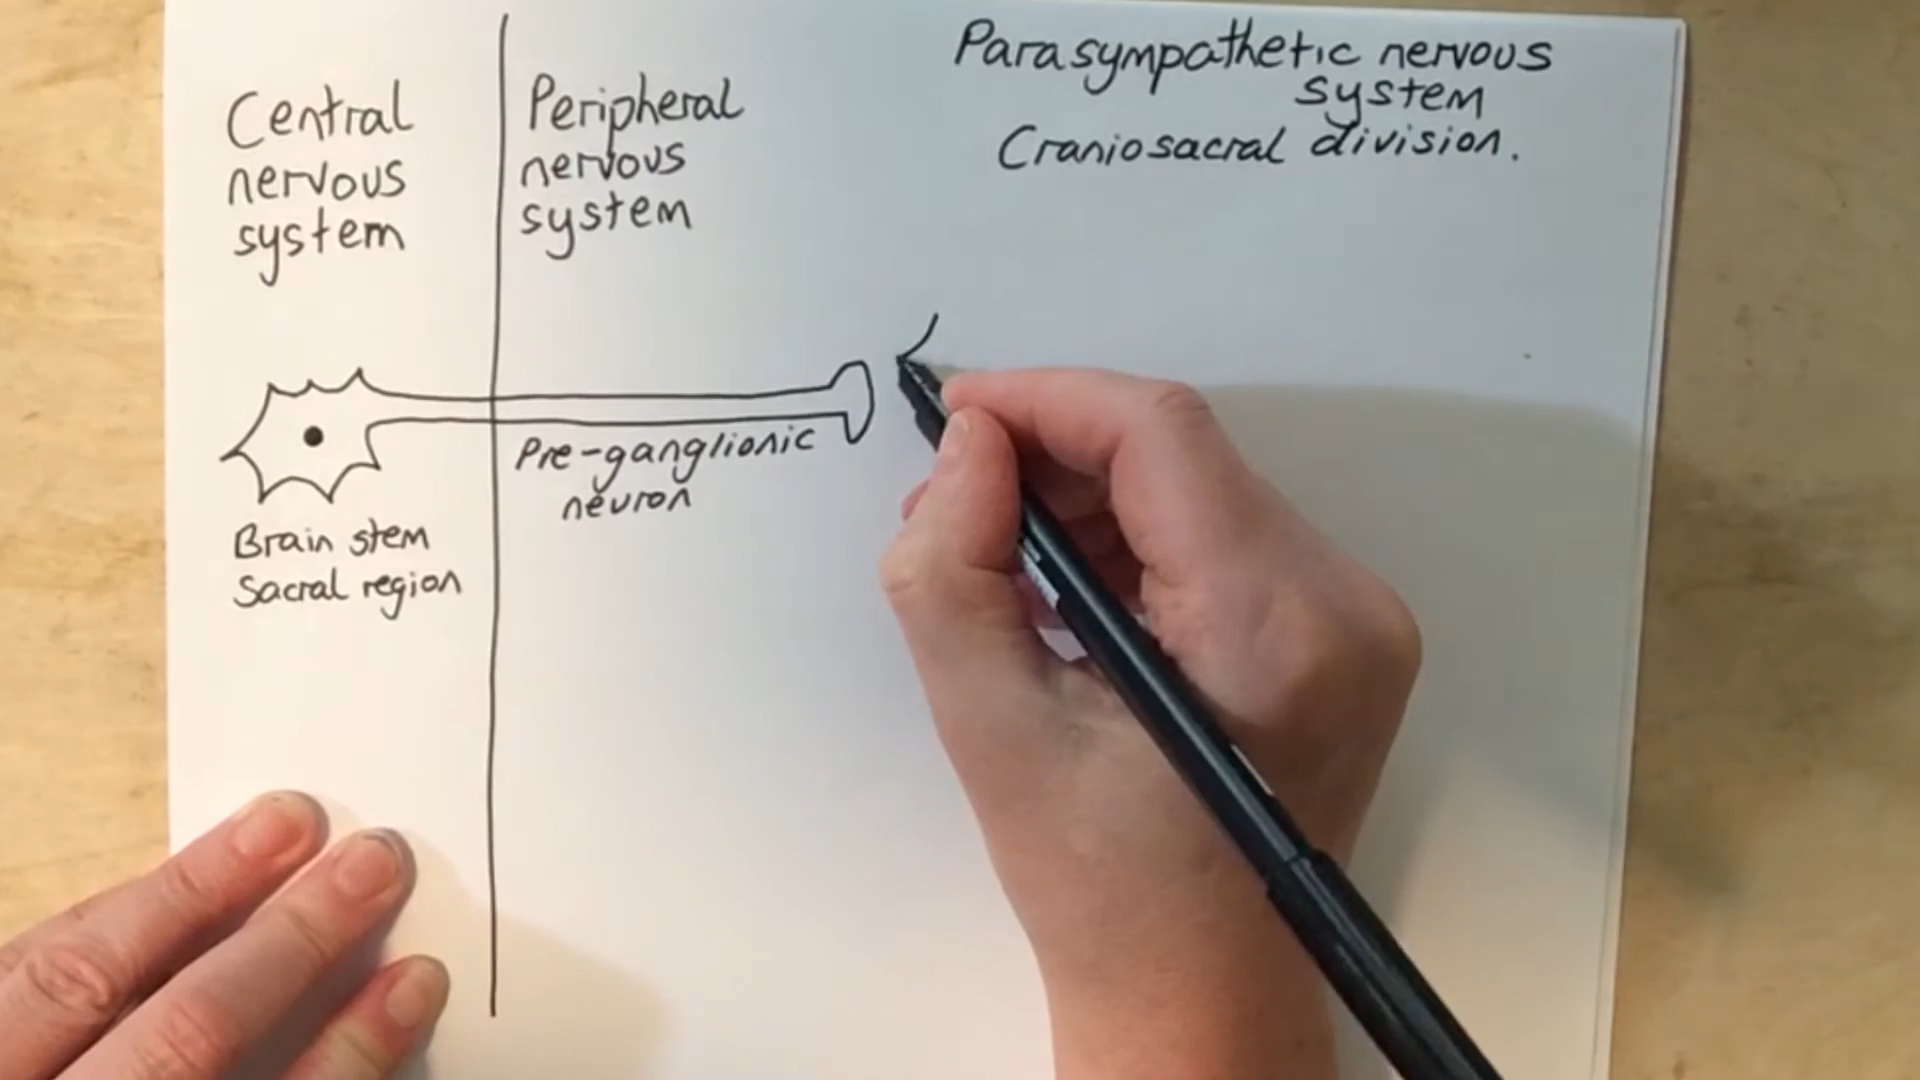 Central
nervous
system
Peripheral
nervous
system
Parasympathetic nervous
system
Craniosacral division.
Pre-ganglionic
neuron
Brain stem
Sacral region